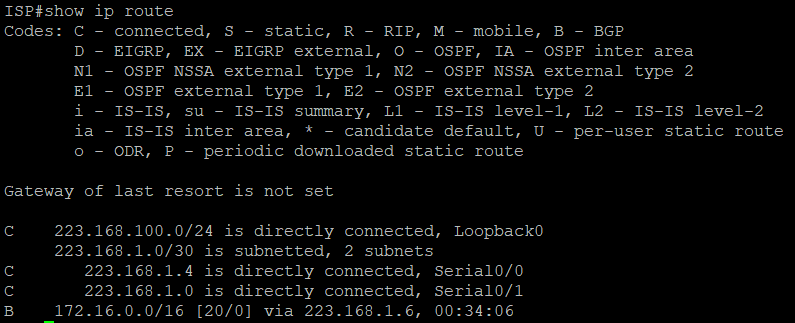 ISP#show ip route
Codes: C - connected, S - static, R - RIP, M - mobile, B - BGP
       D - EIGRP, EX - EIGRP external, O - OSPF, IA - OSPF inter area
       N1 - OSPF NSSA external type 1, N2 - OSPF NSSA external type 2
       E1 - OSPF external type 1, E2 - OSPF external type 2
       i - IS-IS, su - IS-IS summary, L1 - IS-IS level-1, L2 - IS-IS level-2
       ia - IS-IS inter area, * - candidate default, U - per-user static route
       o - ODR, P - periodic downloaded static route
Gateway of last resort is not set
C    223.168.100.0/24 is directly connected, Loopback0
     223.168.1.0/30 is subnetted, 2 subnets
C       223.168.1.4 is directly connected, Serial0/0
C       223.168.1.0 is directly connected, Serial0/1
B    172.16.0.0/16 [20/0] via 223.168.1.6, 00:34:06